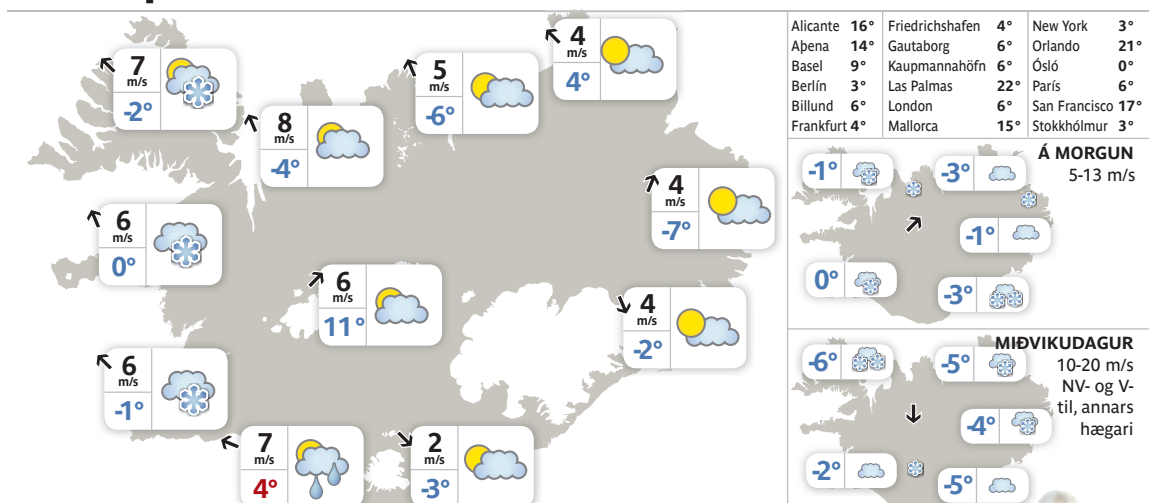 7
m/s
-2°
8
m/s
-4°
5
m/s
-6°
4
m/s
4°
6
m/s
0°
4
m/s
-7°
6
m/s
11°
4
m/s
-2°
6
m/s
-1°
7
m/s
4°
2
m/s
-3°
Alicante 16°
Aþena 14°
Basel 9°
Berlín 3°
Billund 6°
Frankfurt 4°
Friedrichshafen 4°
Gautaborg 6°
Kaupmannahöfn 6°
Las Palmas 22°
London 6°
Mallorca 15°
New York 3°
Orlando 21°
Ósló 0°
París 6°
San Francisco 17°
Stokkhólmur 3°
Á MORGUN
5-13 m/s
-1°
-3°
-1°
0°
-3°
MIÐVIKUDAGUR
10-20 m/s
NV- og V-
til, annars
hægari
-6°
-5°
-4°
-2°
-5°